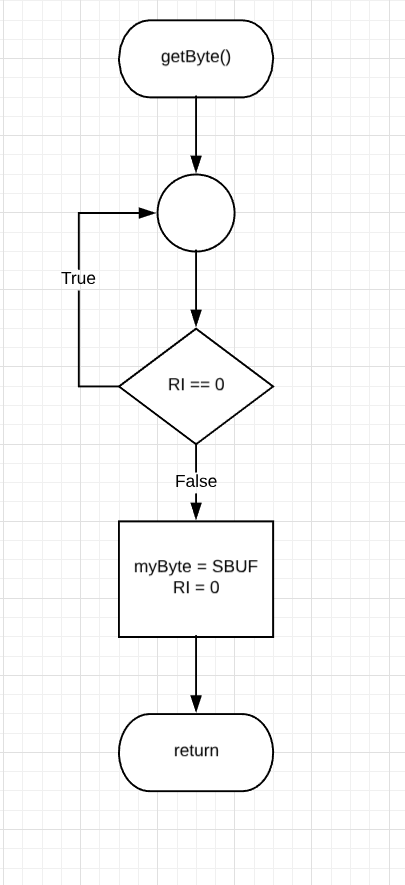 getByte()
True
RI == 0
False
myByte = SBUF
RI = 0
return